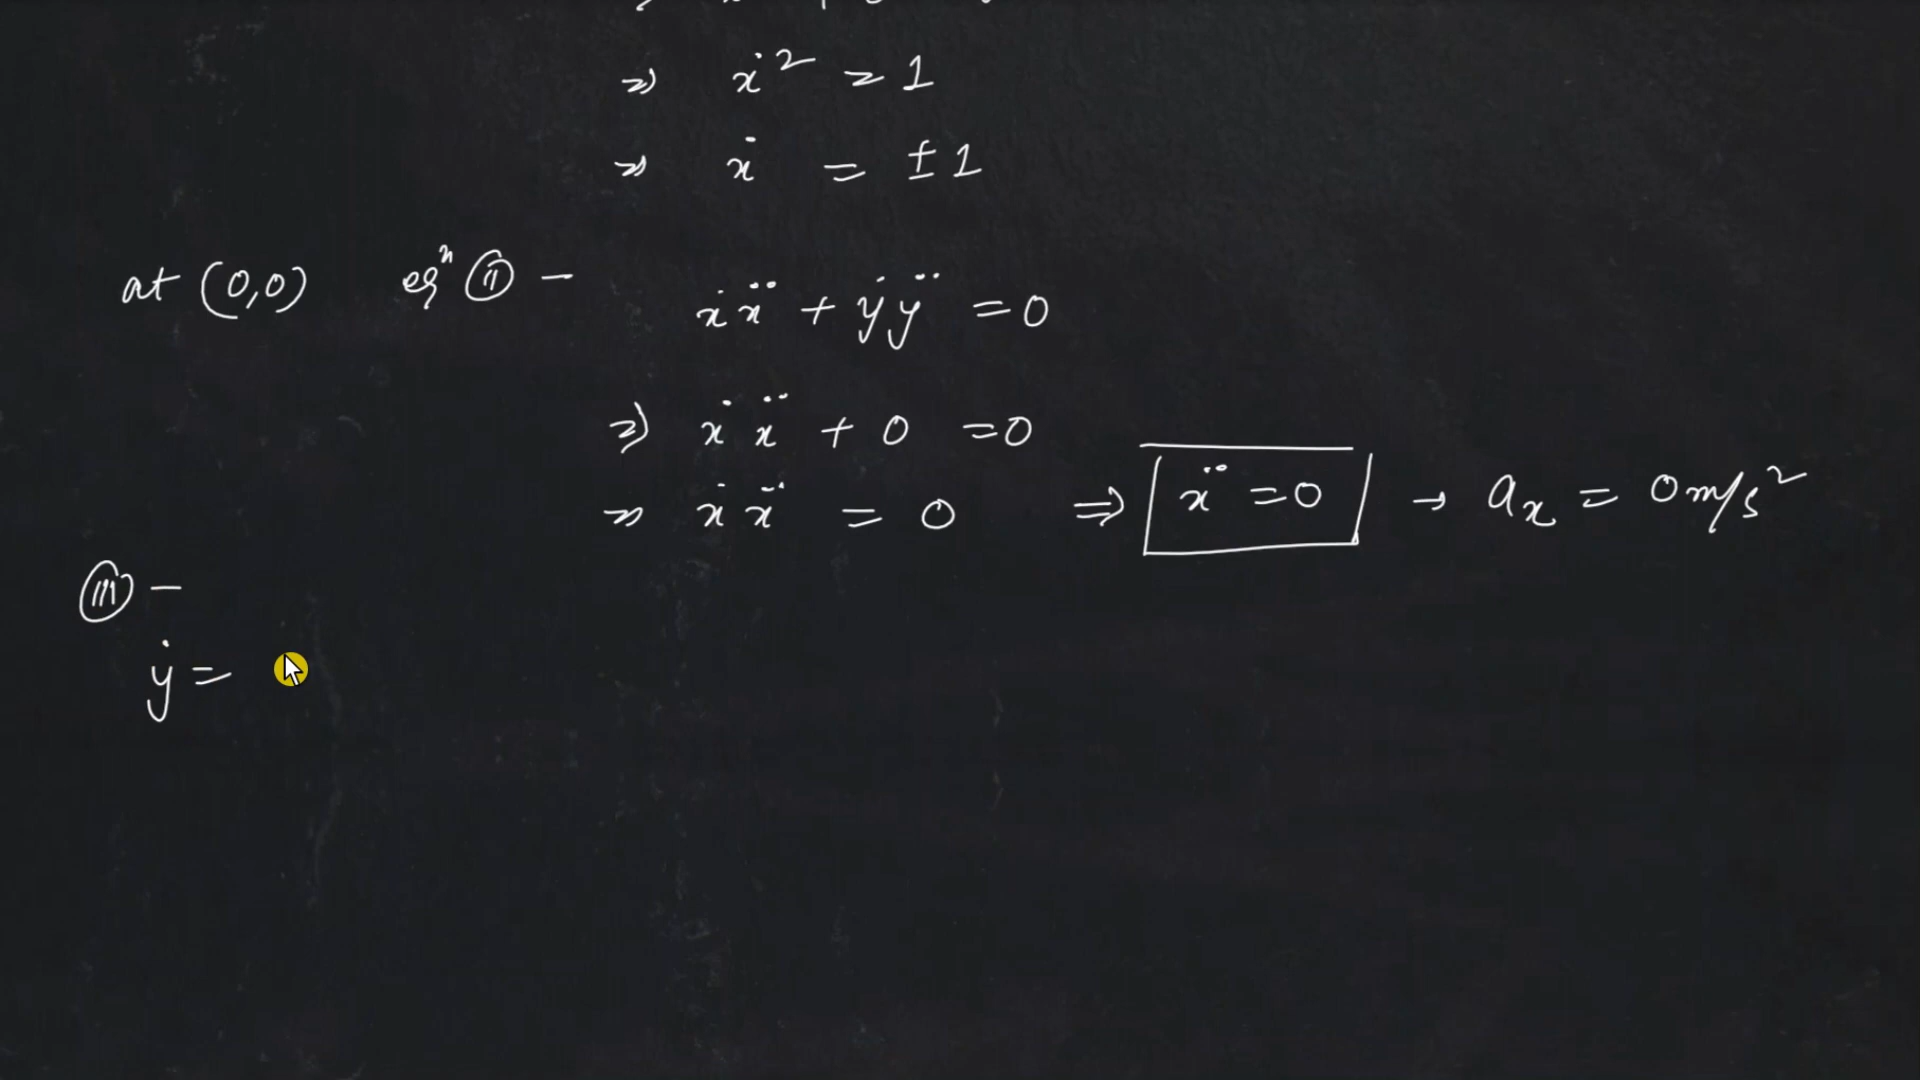 ⇒ ẋ² = 1
⇒ ẋ = ±1
at (0,0) eqⁿ (ii) – ẋẍ + ẏÿ = 0
⇒ ẋẍ + 0 = 0
⇒ ẋẍ = 0 ⇒ ẍ = 0 → aₓ = 0 m/s²
(iii) –
ẏ =